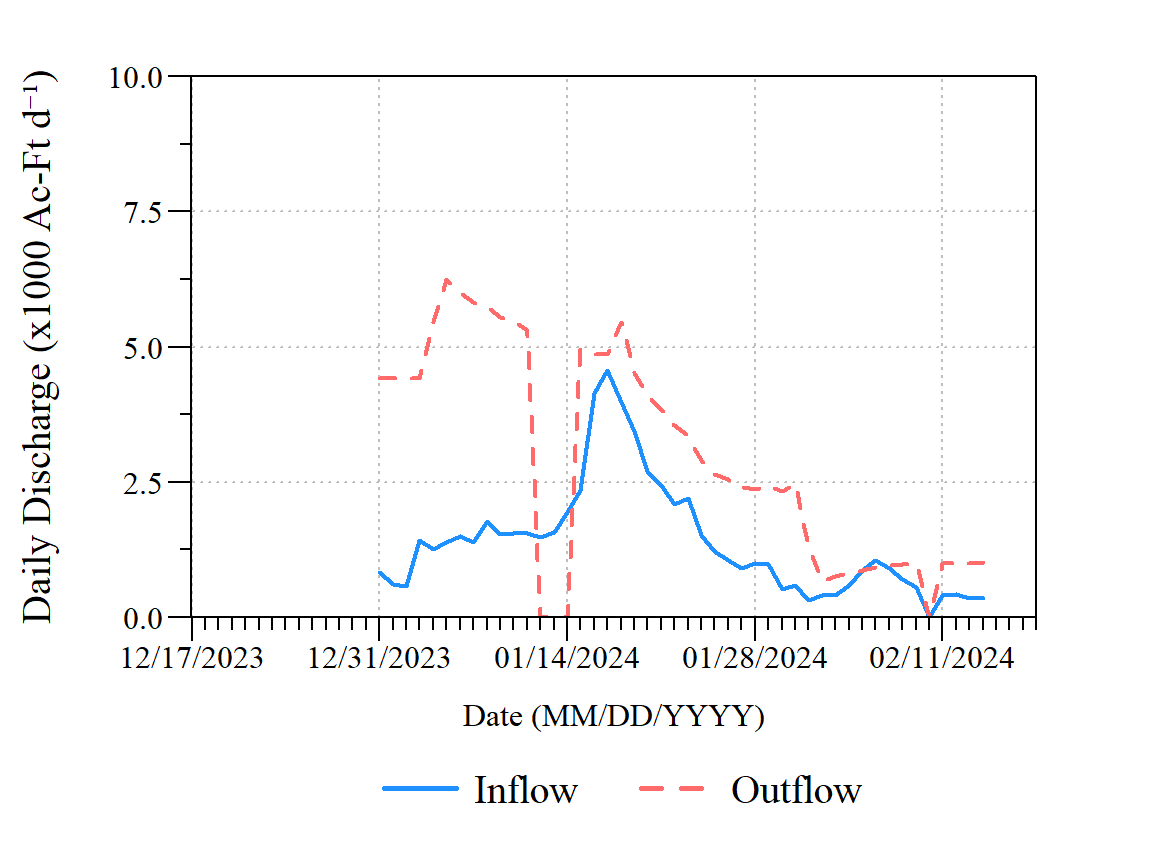 Daily Discharge (x1000 Ac-Ft d⁻¹)
10.0
7.5
5.0
2.5
0.0
12/17/2023 12/31/2023 01/14/2024 01/28/2024 02/11/2024
Date (MM/DD/YYYY)
Inflow Outflow